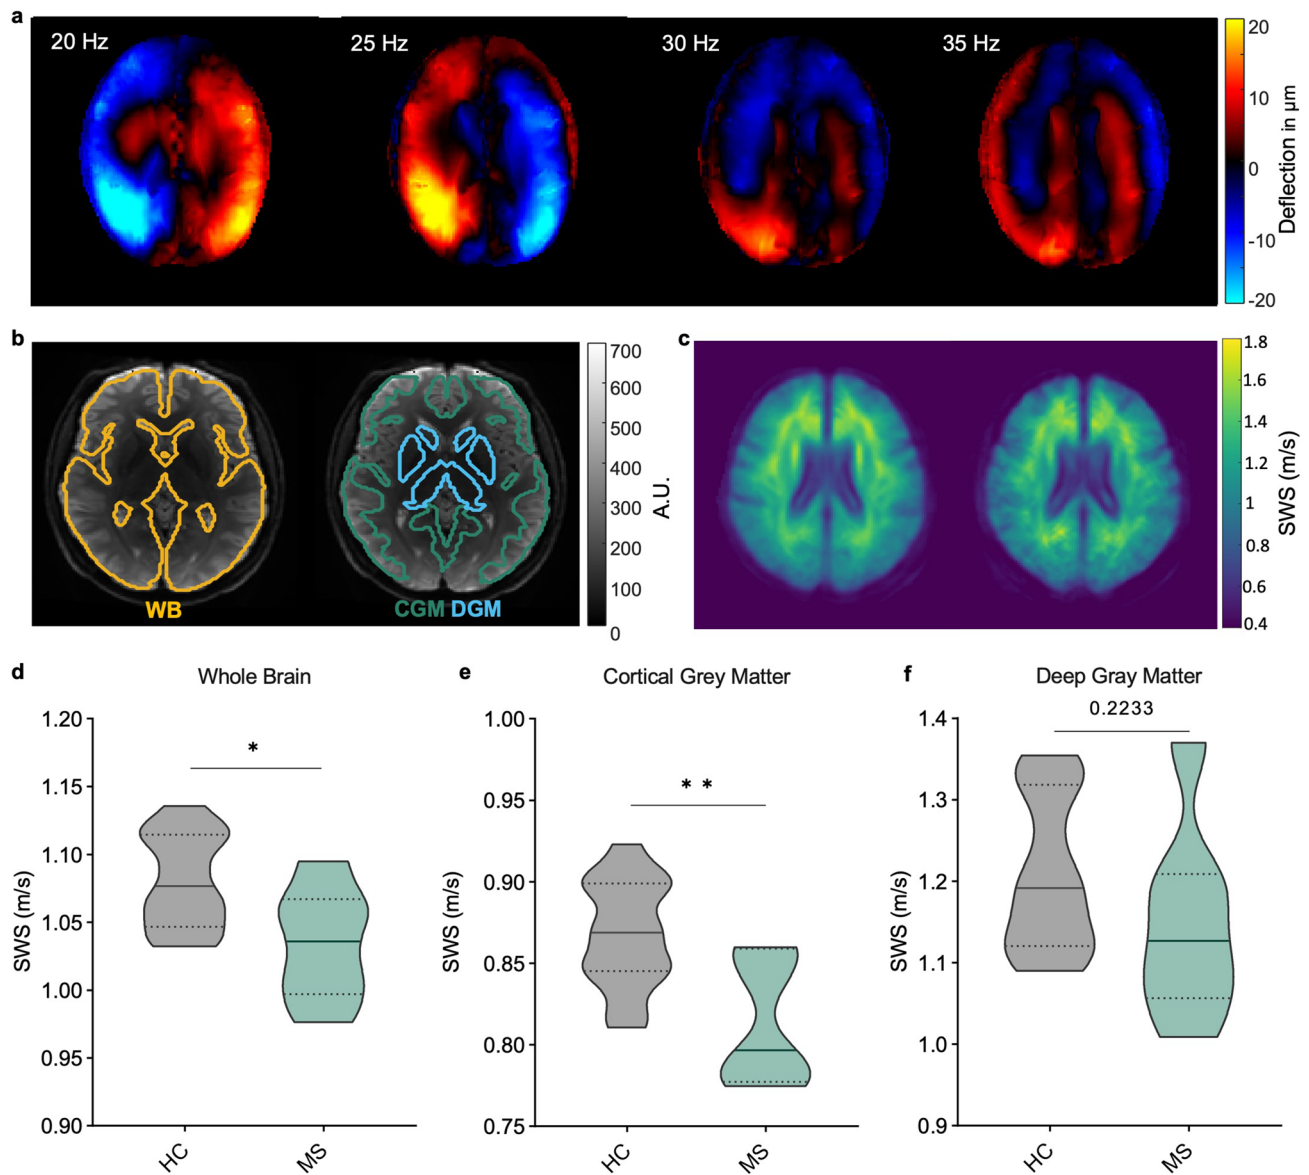 a
20 Hz
25 Hz
30 Hz
35 Hz
20
10
0
-10
-20
Deflection in µm
b
WB
CGM DGM
700
600
500
400
300
200
100
0
A.U.
c
1.8
1.6
1.4
1.2
1
0.8
0.6
0.4
SWS (m/s)
d
Whole Brain
SWS (m/s)
1.20
1.15
1.10
1.05
1.00
0.95
0.90
*
HC
MS
e
Cortical Grey Matter
SWS (m/s)
1.00
0.95
0.90
0.85
0.80
0.75
* *
HC
MS
f
Deep Gray Matter
0.2233
SWS (m/s)
1.4
1.3
1.2
1.1
1.0
0.9
HC
MS